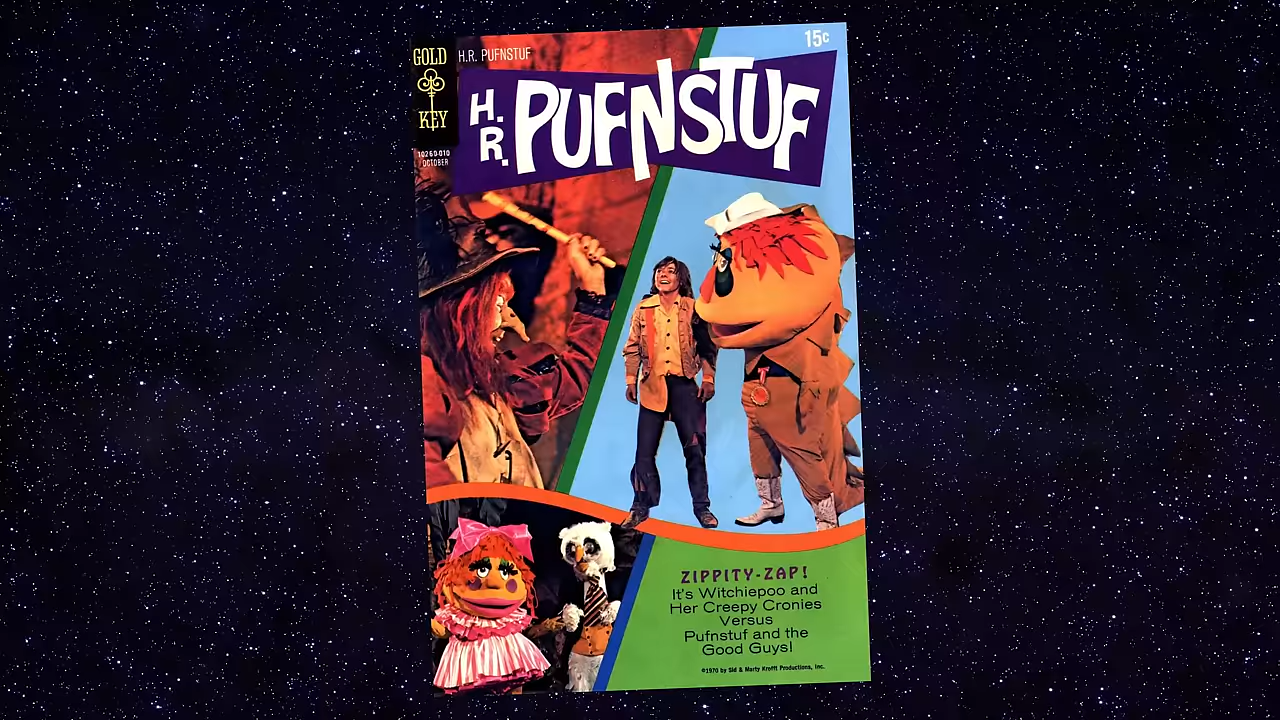 GOLD
KEY
H.R. PUFNSTUF
15¢
H.R. PUFNSTUF
10260-010
OCTOBER
ZIPPITY-ZAP!
It's Witchiepoo and
Her Creepy Cronies
Versus
Pufnstuf and the
Good Guys!
©1970 by Sid & Marty Krofft Productions, Inc.